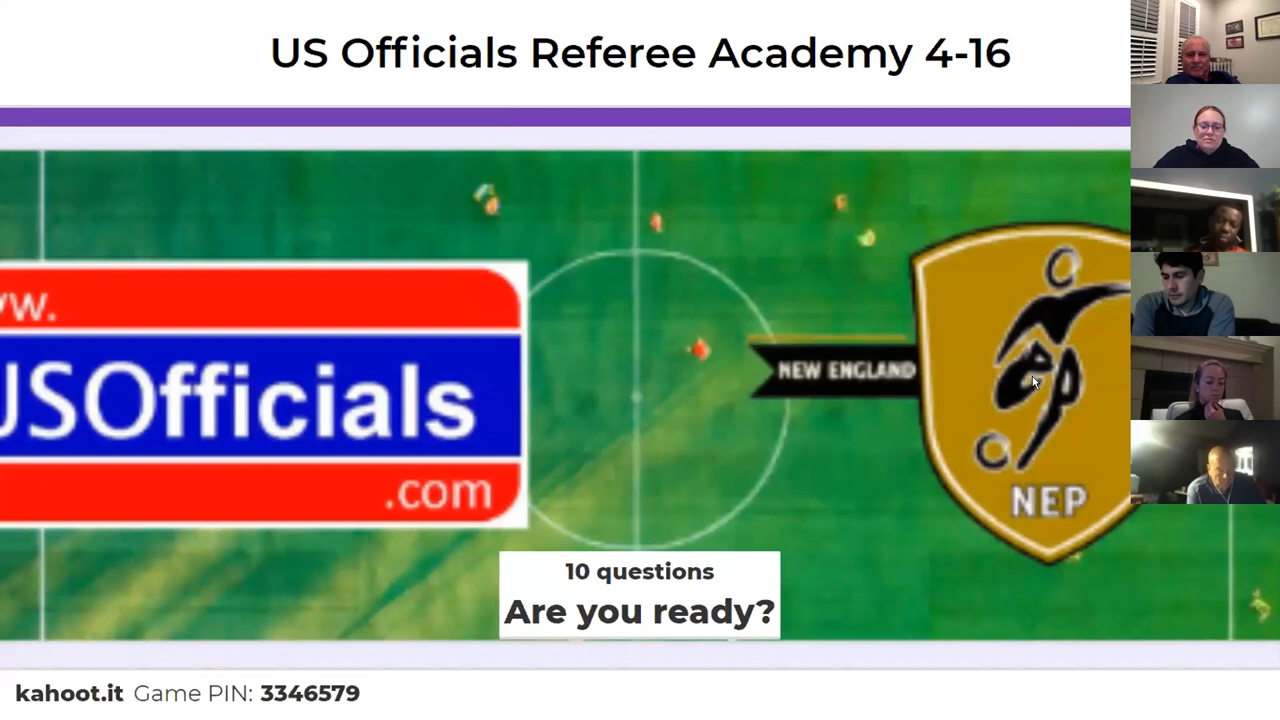 US Officials Referee Academy 4-16
w.
USOfficials
.com
NEW ENGLAND
NEP
10 questions
Are you ready?
kahoot.it Game PIN: 3346579